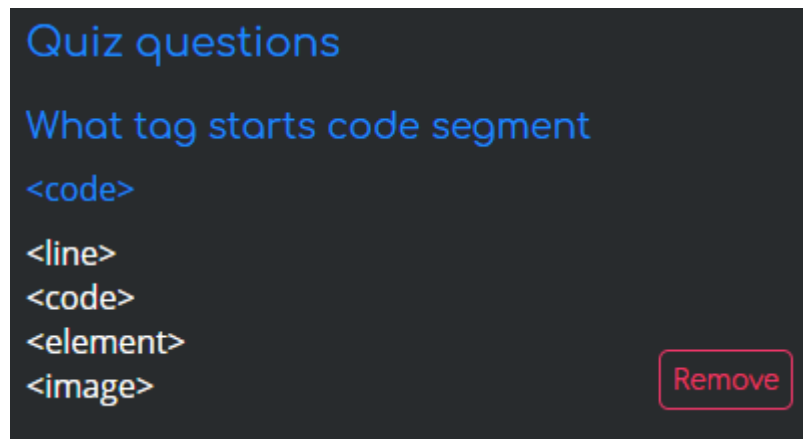 Quiz questions
What tag starts code segment
<code>
<line>
<code>
<element>
<image>
Remove